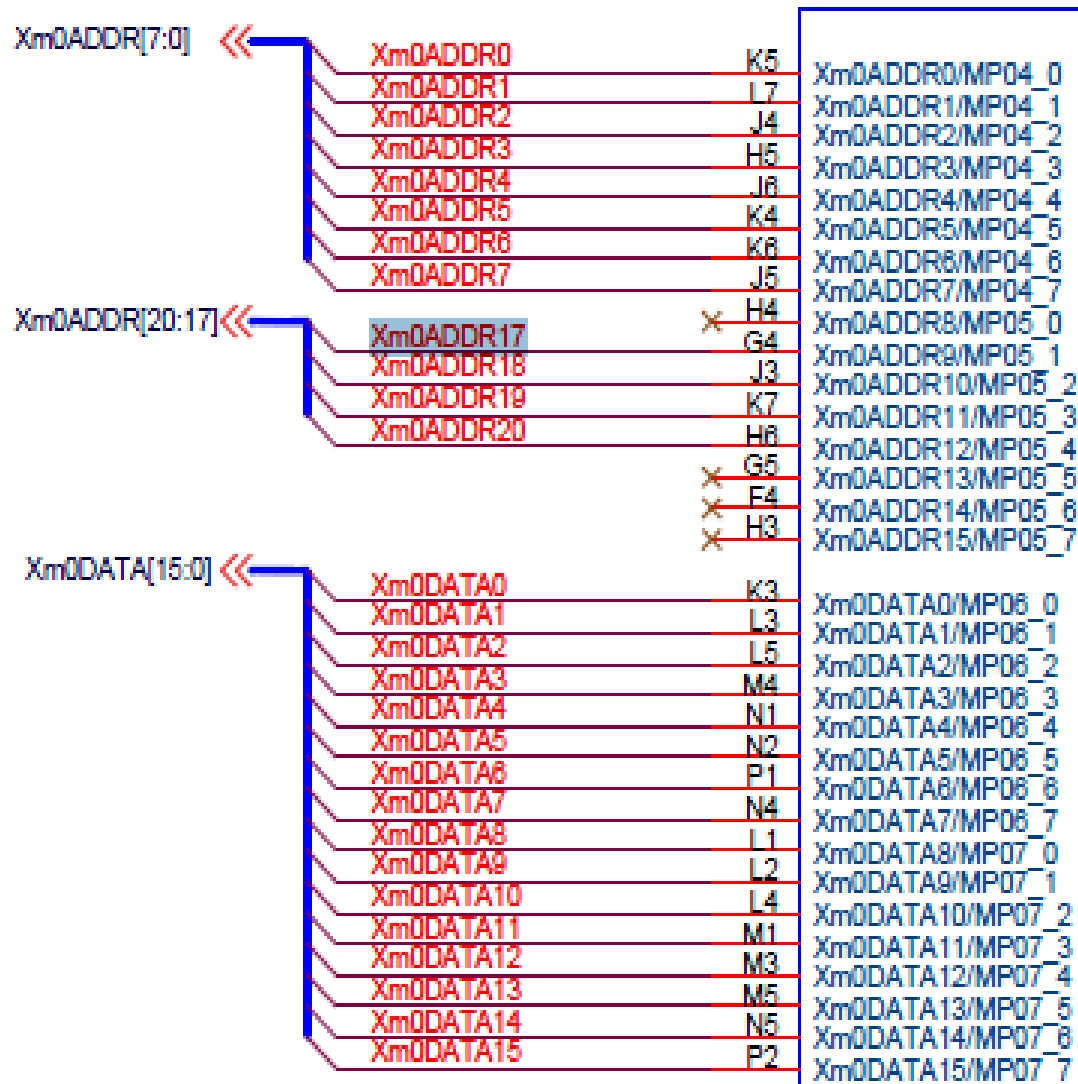 Xm0ADDR[7:0]
Xm0ADDR0 K5 Xm0ADDR0/MP04_0
Xm0ADDR1 L7 Xm0ADDR1/MP04_1
Xm0ADDR2 J4 Xm0ADDR2/MP04_2
Xm0ADDR3 H5 Xm0ADDR3/MP04_3
Xm0ADDR4 J6 Xm0ADDR4/MP04_4
Xm0ADDR5 K4 Xm0ADDR5/MP04_5
Xm0ADDR6 K6 Xm0ADDR6/MP04_6
Xm0ADDR7 J5 Xm0ADDR7/MP04_7
Xm0ADDR[20:17]
H4 Xm0ADDR8/MP05_0
Xm0ADDR17 G4 Xm0ADDR9/MP05_1
Xm0ADDR18 J3 Xm0ADDR10/MP05_2
Xm0ADDR19 K7 Xm0ADDR11/MP05_3
Xm0ADDR20 H6 Xm0ADDR12/MP05_4
G5 Xm0ADDR13/MP05_5
F4 Xm0ADDR14/MP05_6
H3 Xm0ADDR15/MP05_7
Xm0DATA[15:0]
Xm0DATA0 K3 Xm0DATA0/MP06_0
Xm0DATA1 L3 Xm0DATA1/MP06_1
Xm0DATA2 L5 Xm0DATA2/MP06_2
Xm0DATA3 M4 Xm0DATA3/MP06_3
Xm0DATA4 N1 Xm0DATA4/MP06_4
Xm0DATA5 N2 Xm0DATA5/MP06_5
Xm0DATA6 P1 Xm0DATA6/MP06_6
Xm0DATA7 N4 Xm0DATA7/MP06_7
Xm0DATA8 L1 Xm0DATA8/MP07_0
Xm0DATA9 L2 Xm0DATA9/MP07_1
Xm0DATA10 L4 Xm0DATA10/MP07_2
Xm0DATA11 M1 Xm0DATA11/MP07_3
Xm0DATA12 M3 Xm0DATA12/MP07_4
Xm0DATA13 M5 Xm0DATA13/MP07_5
Xm0DATA14 N5 Xm0DATA14/MP07_6
Xm0DATA15 P2 Xm0DATA15/MP07_7